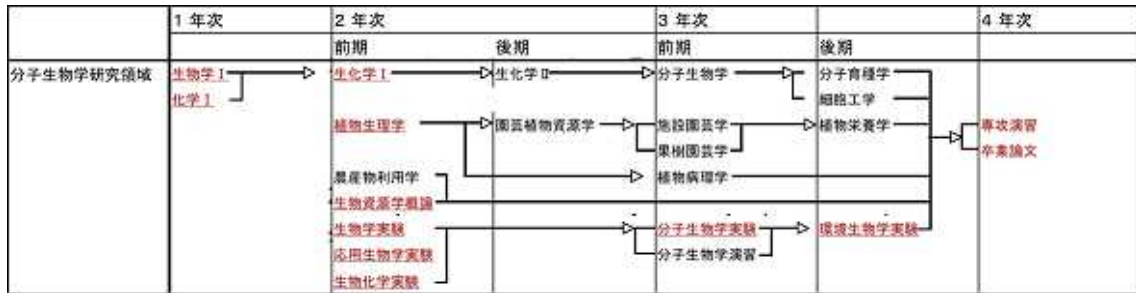 1 年次 2 年次 3 年次 4 年次
前期 後期 前期 後期
分子生物学研究領域 生物学Ⅰ 生化学Ⅰ 生化学Ⅱ 分子生物学 分子育種学
化学Ⅰ 細胞工学
植物生理学 園芸植物資源学 施設園芸学 植物栄養学 専攻演習
果樹園芸学 卒業論文
農産物利用学 植物病理学
生物資源学概論
生物学実験 分子生物学実験 環境生物学実験
応用生物学実験 分子生物学演習
生物化学実験